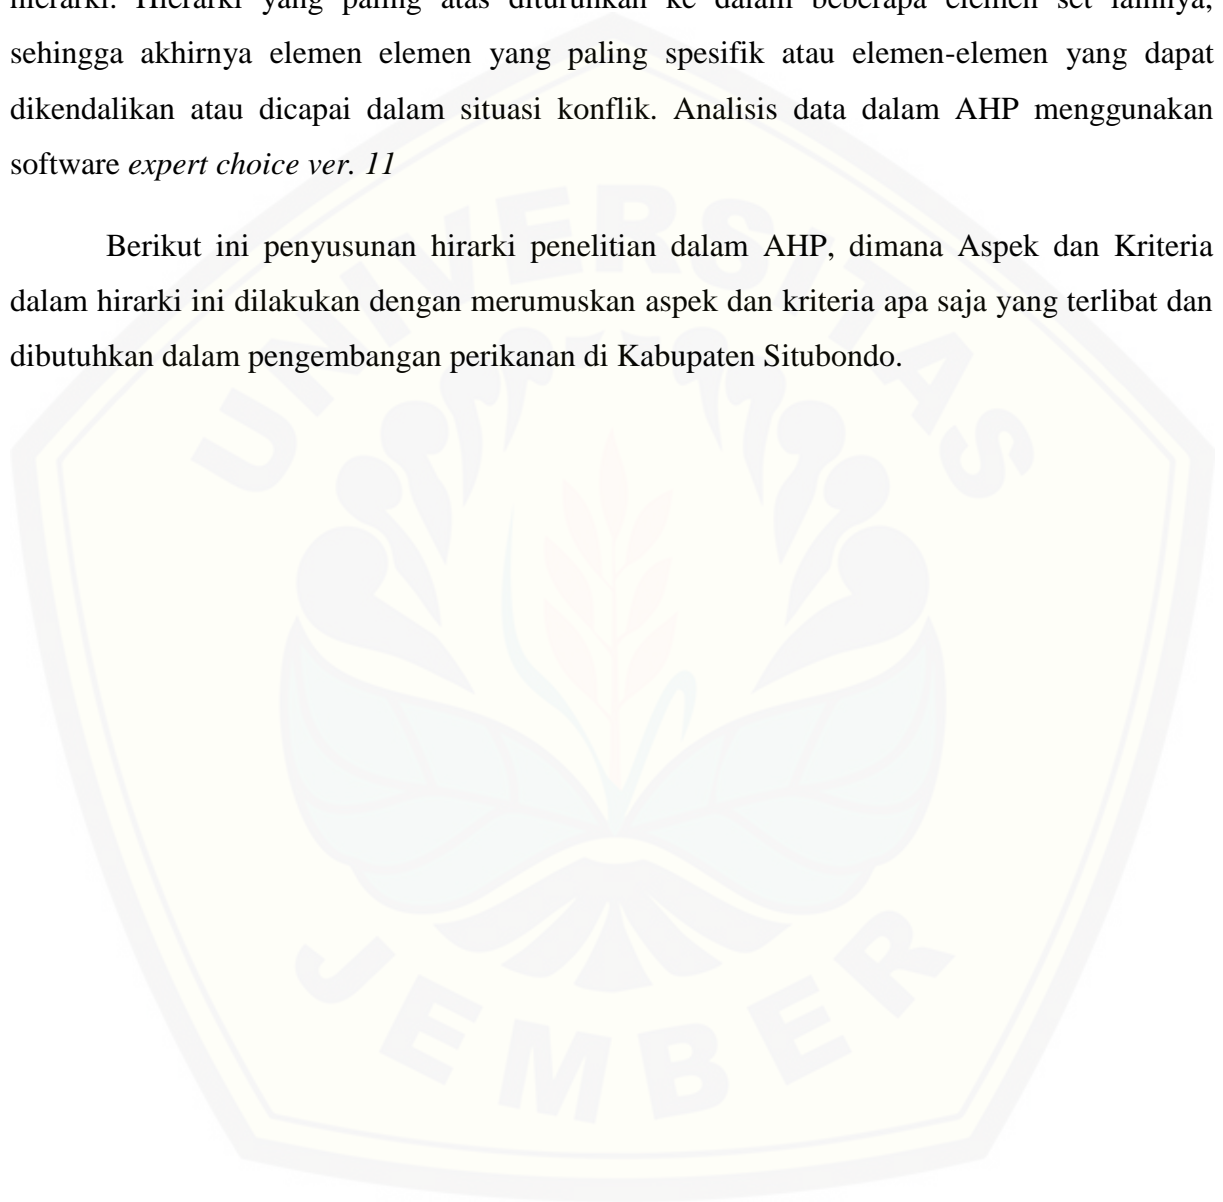 hierarki. Hierarki yang paling atas diturunkan ke dalam beberapa elemen set lainnya,
sehingga akhirnya elemen elemen yang paling spesifik atau elemen-elemen yang dapat
dikendalikan atau dicapai dalam situasi konflik. Analisis data dalam AHP menggunakan
software expert choice ver. 11
Berikut ini penyusunan hirarki penelitian dalam AHP, dimana Aspek dan Kriteria
dalam hirarki ini dilakukan dengan merumuskan aspek dan kriteria apa saja yang terlibat dan
dibutuhkan dalam pengembangan perikanan di Kabupaten Situbondo.
UNIVERSITAS
JEMBER